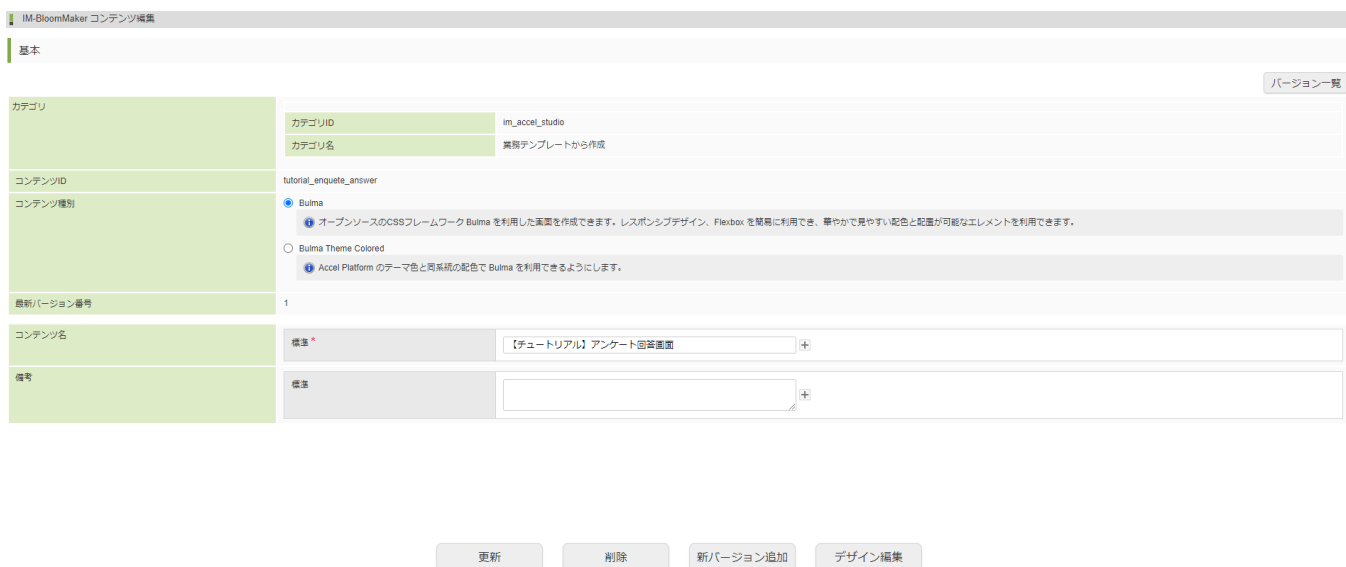 IM-BloomMaker コンテンツ編集
基本
バージョン一覧
カテゴリ
カテゴリID im_accel_studio
カテゴリ名 業務テンプレートから作成
コンテンツID tutorial_enquete_answer
コンテンツ種別 Bulma
オープンソースのCSSフレームワーク Bulma を利用した画面を作成できます。レスポンシブデザイン、Flexbox を簡易に利用でき、華やかで見やすい配色と配置が可能なエレメントを利用できます。
Bulma Theme Colored
Accel Platform のテーマ色と同系統の配色で Bulma を利用できるようにします。
最新バージョン番号 1
コンテンツ名 標準 * 【チュートリアル】アンケート回答画面
備考 標準
更新 削除 新バージョン追加 デザイン編集